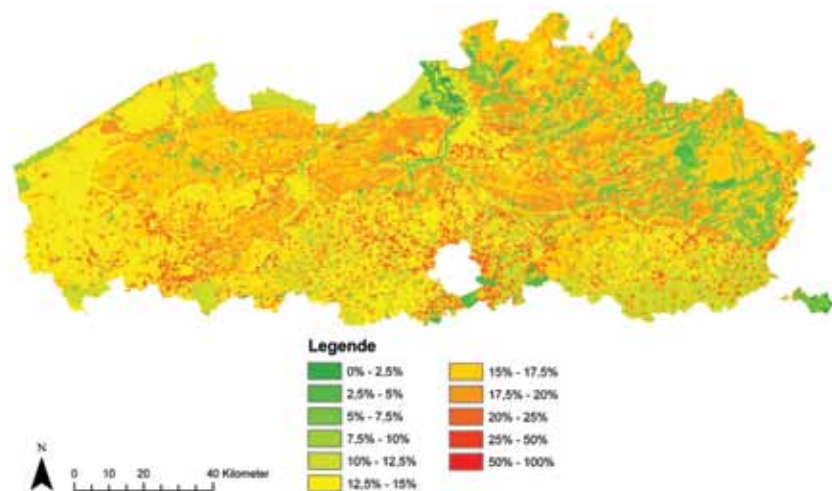 Legende
0% - 2,5%
2,5% - 5%
5% - 7,5%
7,5% - 10%
10% - 12,5%
12,5% - 15%
15% - 17,5%
17,5% - 20%
20% - 25%
25% - 50%
50% - 100%
N
0 10 20 40 Kilometer